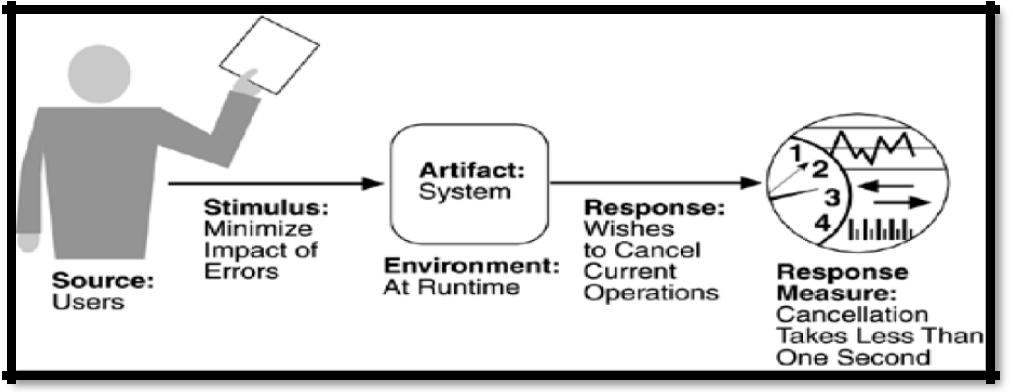 Source:
Users
Stimulus:
Minimize
Impact of
Errors
Artifact:
System
Environment:
At Runtime
Response:
Wishes
to Cancel
Current
Operations
1
2
3
4
Response
Measure:
Cancellation
Takes Less Than
One Second